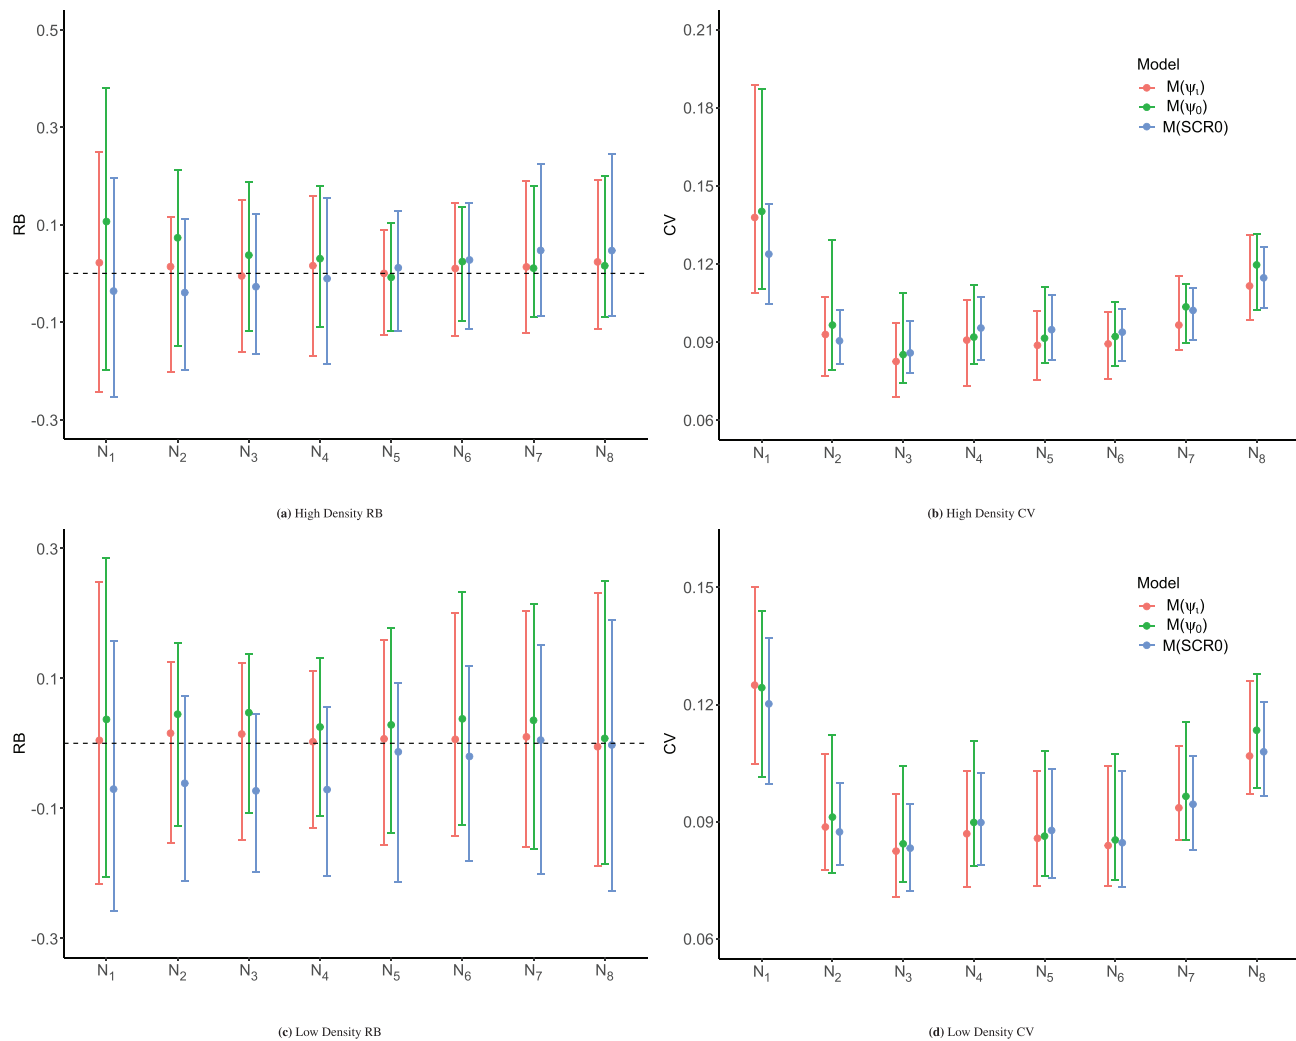 0.5
0.3
0.1
-0.1
-0.3
RB
N1 N2 N3 N4 N5 N6 N7 N8
(a) High Density RB
0.21
0.18
0.15
0.12
0.09
0.06
CV
Model
M(ψι)
M(ψ0)
M(SCR0)
N1 N2 N3 N4 N5 N6 N7 N8
(b) High Density CV
0.3
0.1
-0.1
-0.3
RB
N1 N2 N3 N4 N5 N6 N7 N8
(c) Low Density RB
0.15
0.12
0.09
0.06
CV
Model
M(ψι)
M(ψ0)
M(SCR0)
N1 N2 N3 N4 N5 N6 N7 N8
(d) Low Density CV